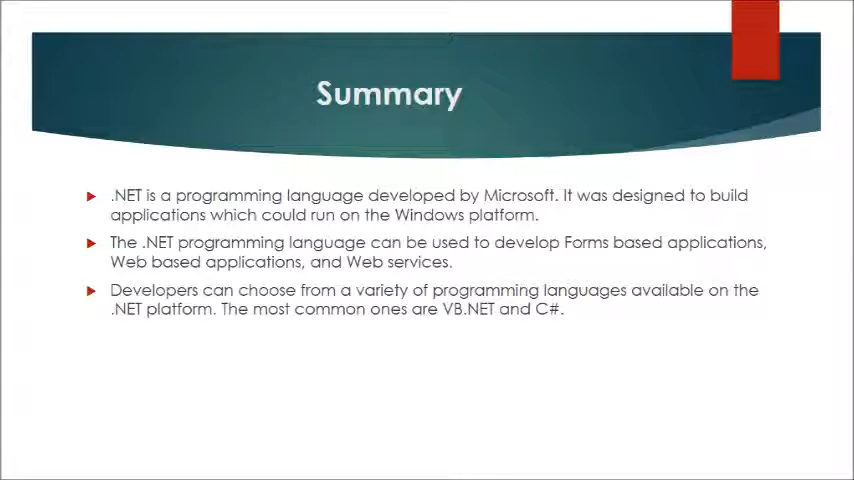 Summary
.NET is a programming language developed by Microsoft. It was designed to build
applications which could run on the Windows platform.
The .NET programming language can be used to develop Forms based applications,
Web based applications, and Web services.
Developers can choose from a variety of programming languages available on the
.NET platform. The most common ones are VB.NET and C#.